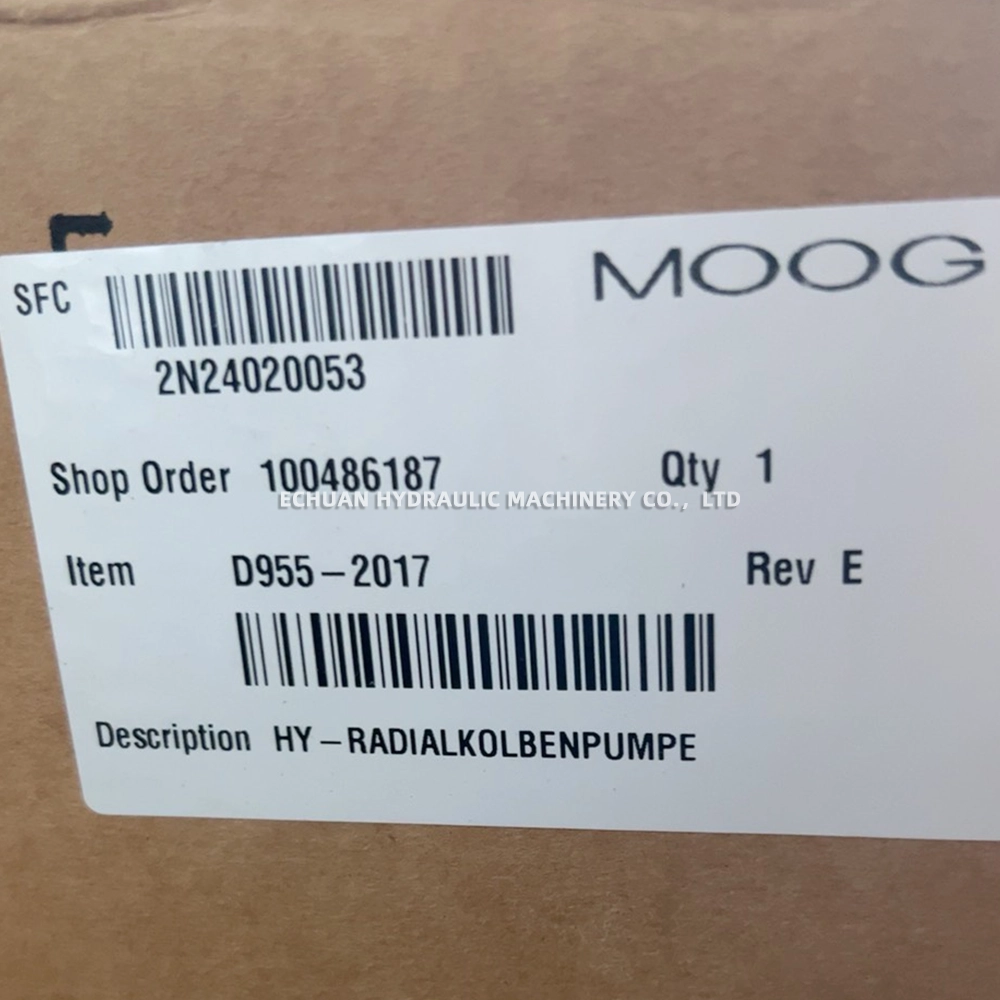 SFC
MOOG
2N24020053
Shop Order 100486187 Qty 1
ECHUAN HYDRAULIC MACHINERY CO., LTD
Item D955-2017 Rev E
Description HY-RADIALKOLBENPUMPE